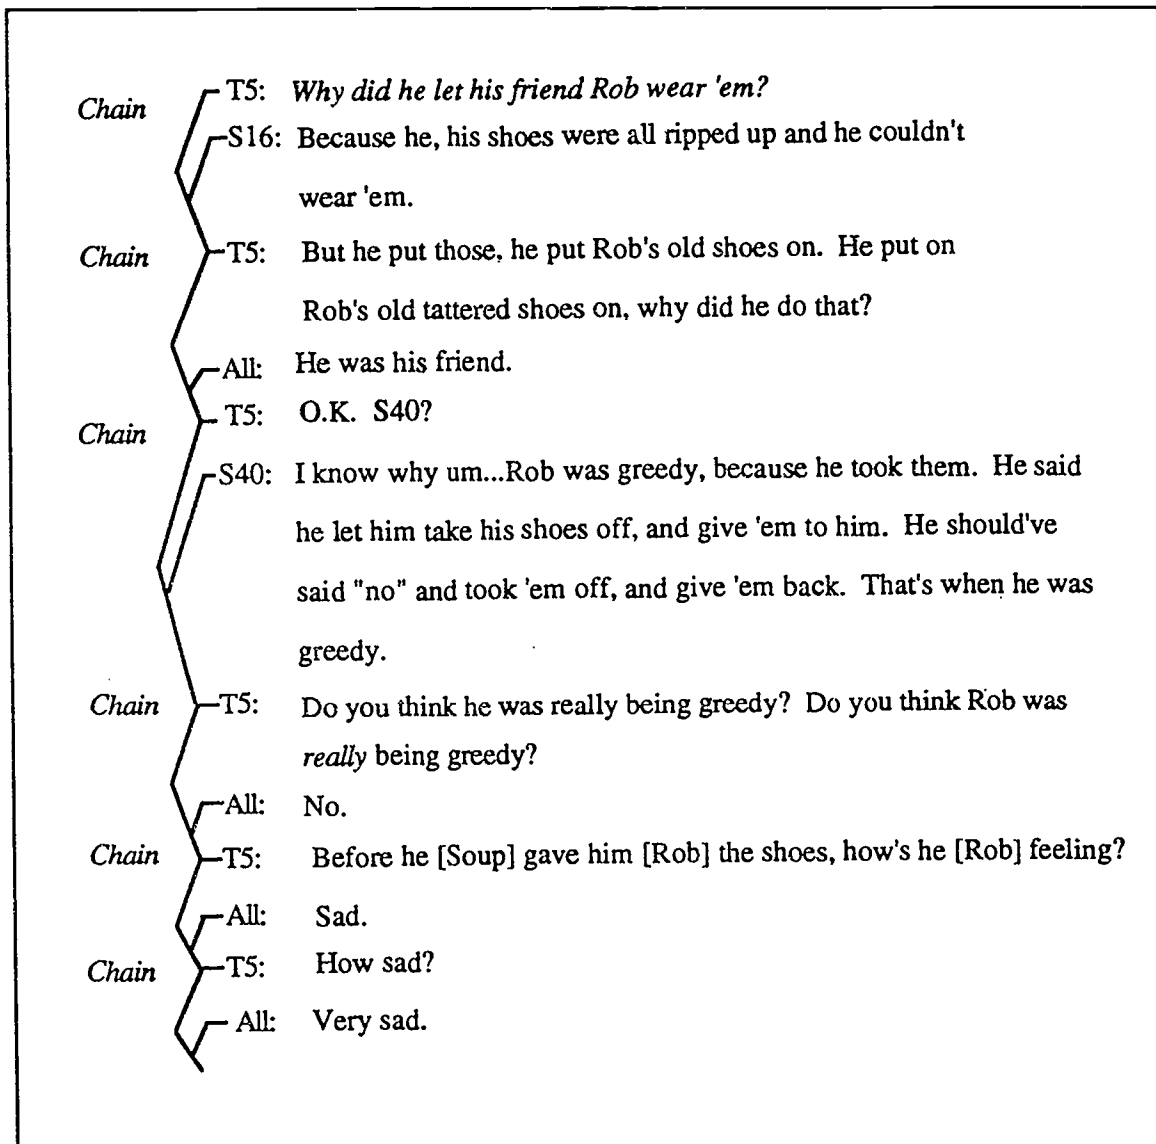 Chain T5: Why did he let his friend Rob wear 'em?
S16: Because he, his shoes were all ripped up and he couldn't
wear 'em.
Chain T5: But he put those, he put Rob's old shoes on. He put on
Rob's old tattered shoes on, why did he do that?
All: He was his friend.
Chain T5: O.K. S40?
S40: I know why um...Rob was greedy, because he took them. He said
he let him take his shoes off, and give 'em to him. He should've
said "no" and took 'em off, and give 'em back. That's when he was
greedy.
Chain T5: Do you think he was really being greedy? Do you think Rob was
really being greedy?
All: No.
Chain T5: Before he [Soup] gave him [Rob] the shoes, how's he [Rob] feeling?
All: Sad.
Chain T5: How sad?
All: Very sad.